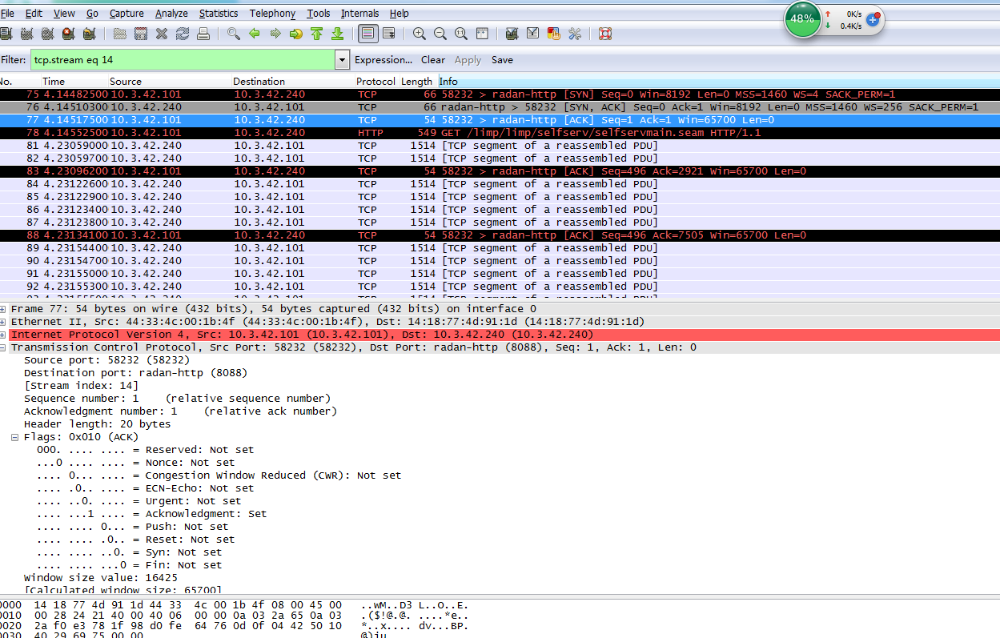 File Edit View Go Capture Analyze Statistics Telephony Tools Internals Help
48% 0K/s
0.4K/s
Filter: tcp.stream eq 14 Expression... Clear Apply Save
No. Time Source Destination Protocol Length Info
75 4.14482500 10.3.42.101 10.3.42.240 TCP 66 58232 > radan-http [SYN] Seq=0 Win=8192 Len=0 MSS=1460 WS=4 SACK_PERM=1
76 4.14510300 10.3.42.240 10.3.42.101 TCP 66 radan-http > 58232 [SYN, ACK] Seq=0 Ack=1 Win=8192 Len=0 MSS=1460 WS=256 SACK_PERM=1
77 4.14517500 10.3.42.101 10.3.42.240 TCP 54 58232 > radan-http [ACK] Seq=1 Ack=1 Win=65700 Len=0
78 4.14552500 10.3.42.101 10.3.42.240 HTTP 549 GET /limp/limp/selfserv/selfservmain.seam HTTP/1.1
81 4.23059000 10.3.42.240 10.3.42.101 TCP 1514 [TCP segment of a reassembled PDU]
82 4.23059700 10.3.42.240 10.3.42.101 TCP 1514 [TCP segment of a reassembled PDU]
83 4.23096200 10.3.42.101 10.3.42.240 TCP 54 58232 > radan-http [ACK] Seq=496 Ack=2921 Win=65700 Len=0
84 4.23122600 10.3.42.240 10.3.42.101 TCP 1514 [TCP segment of a reassembled PDU]
85 4.23122900 10.3.42.240 10.3.42.101 TCP 1514 [TCP segment of a reassembled PDU]
86 4.23123400 10.3.42.240 10.3.42.101 TCP 1514 [TCP segment of a reassembled PDU]
87 4.23123800 10.3.42.240 10.3.42.101 TCP 1514 [TCP segment of a reassembled PDU]
88 4.23134100 10.3.42.101 10.3.42.240 TCP 54 58232 > radan-http [ACK] Seq=496 Ack=7505 Win=65700 Len=0
89 4.23154400 10.3.42.240 10.3.42.101 TCP 1514 [TCP segment of a reassembled PDU]
90 4.23154700 10.3.42.240 10.3.42.101 TCP 1514 [TCP segment of a reassembled PDU]
91 4.23155000 10.3.42.240 10.3.42.101 TCP 1514 [TCP segment of a reassembled PDU]
92 4.23155300 10.3.42.240 10.3.42.101 TCP 1514 [TCP segment of a reassembled PDU]
Frame 77: 54 bytes on wire (432 bits), 54 bytes captured (432 bits) on interface 0
Ethernet II, Src: 44:33:4c:00:1b:4f (44:33:4c:00:1b:4f), Dst: 14:18:77:4d:91:1d (14:18:77:4d:91:1d)
Internet Protocol Version 4, Src: 10.3.42.101 (10.3.42.101), Dst: 10.3.42.240 (10.3.42.240)
Transmission Control Protocol, Src Port: 58232 (58232), Dst Port: radan-http (8088), Seq: 1, Ack: 1, Len: 0
Source port: 58232 (58232)
Destination port: radan-http (8088)
[Stream index: 14]
Sequence number: 1 (relative sequence number)
Acknowledgment number: 1 (relative ack number)
Header length: 20 bytes
Flags: 0x010 (ACK)
000. .... .... = Reserved: Not set
...0 .... .... = Nonce: Not set
.... 0... .... = Congestion Window Reduced (CWR): Not set
.... .0.. .... = ECN-Echo: Not set
.... ..0. .... = Urgent: Not set
.... ...1 .... = Acknowledgment: Set
.... .... 0... = Push: Not set
.... .... .0.. = Reset: Not set
.... .... ..0. = Syn: Not set
.... .... ...0 = Fin: Not set
Window size value: 16425
[Calculated window size: 65700]
0000 14 18 77 4d 91 1d 44 33 4c 00 1b 4f 08 00 45 00 ..wM..D3 L..O..E.
0010 00 28 24 21 40 00 40 06 00 00 0a 03 2a 65 0a 03 .($!@.@. ....*e..
0020 2a f0 e3 78 1f 98 d0 fe 64 76 0d 0f 04 42 50 10 *..x.... dv...BP.
0030 40 29 69 75 00 00 @)iu..